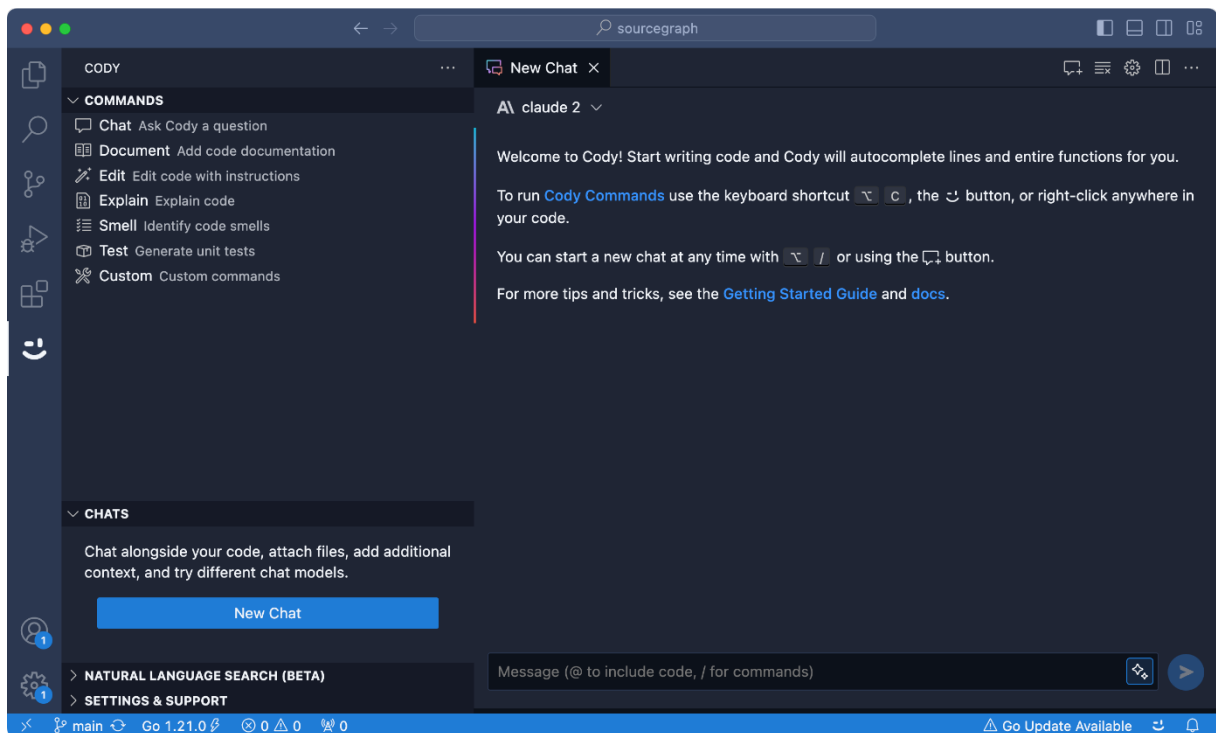 sourcegraph
CODY
New Chat
COMMANDS
Chat Ask Cody a question
Document Add code documentation
Edit Edit code with instructions
Explain Explain code
Smell Identify code smells
Test Generate unit tests
Custom Custom commands
claude 2
Welcome to Cody! Start writing code and Cody will autocomplete lines and entire functions for you.
To run Cody Commands use the keyboard shortcut ⌥ C , the button, or right-click anywhere in
your code.
You can start a new chat at any time with ⌥ / or using the button.
For more tips and tricks, see the Getting Started Guide and docs.
CHATS
Chat alongside your code, attach files, add additional
context, and try different chat models.
New Chat
1
NATURAL LANGUAGE SEARCH (BETA)
1
SETTINGS & SUPPORT
Message (@ to include code, / for commands)
main Go 1.21.0 0 0 0 Go Update Available